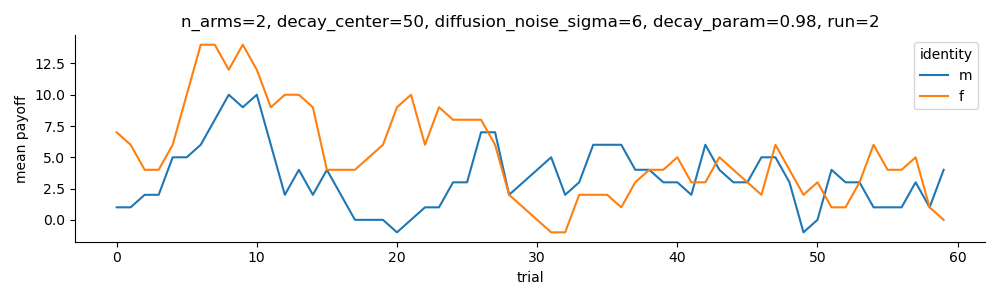 n_arms=2, decay_center=50, diffusion_noise_sigma=6, decay_param=0.98, run=2
mean payoff
12.5
10.0
7.5
5.0
2.5
0.0
identity
m
f
0 10 20 30 40 50 60
trial